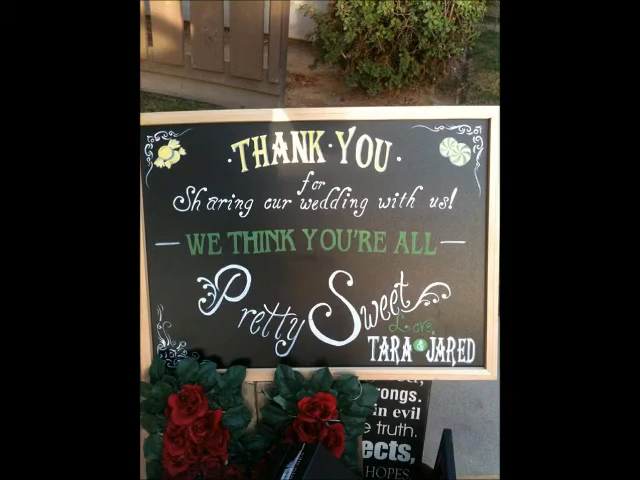 ·THANK·YOU·
for
Sharing our wedding with us!
WE THINK YOU'RE ALL
Pretty Sweet
Love,
TARA & JARED
rongs.
in evil
e truth.
ects,
HOPES